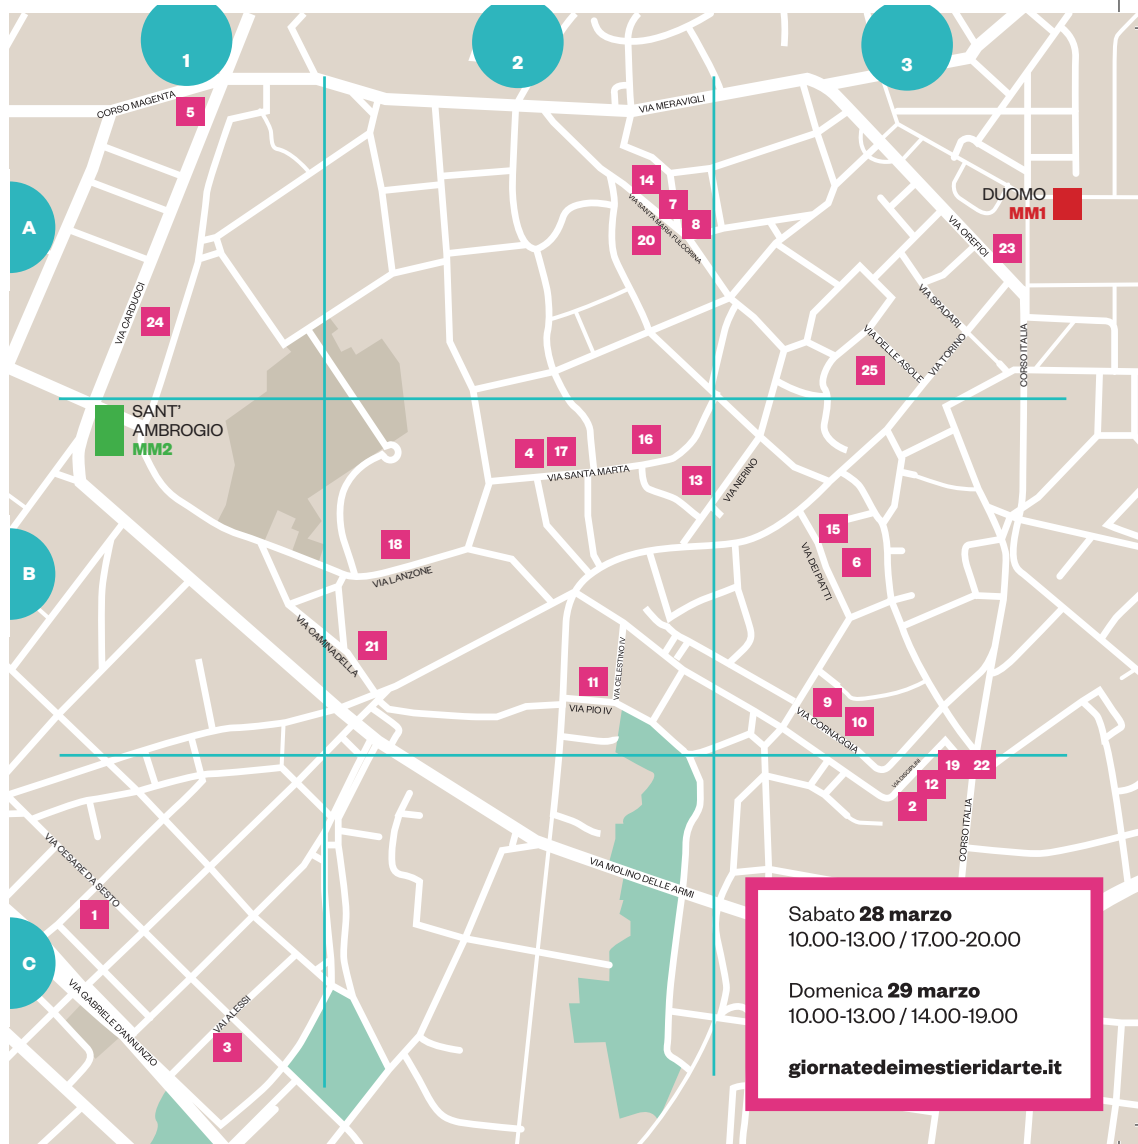 1
2
3
CORSO MAGENTA
5
VIA MERAVIGLI
14
7
8
VIA SANTA MARIA FULCORINA
20
DUOMO
MM1
A
VIA OREFICI
23
VIA CARDUCCI
24
VIA SPADARI
VIA DELLE ASOLE
VIA TORINO
CORSO ITALIA
25
SANT'
AMBROGIO
MM2
4
17
16
VIA SANTA MARTA
13
VIA NERINO
15
18
6
VIA DEI PIATTI
B
VIA LANZONE
VIA CAMINADELLA
21
VIA CELESTINO IV
11
VIA PIO IV
9
10
VIA CORNAGGIA
VIA DISCIPLINI
19
22
12
2
CORSO ITALIA
VIA CESARE DA SESTO
VIA MOLINO DELLE ARMI
1
C
VIA GABRIELE D'ANNUNZIO
VAI ALESSI
3
Sabato 28 marzo
10.00-13.00 / 17.00-20.00
Domenica 29 marzo
10.00-13.00 / 14.00-19.00
giornatedeimestieridarte.it